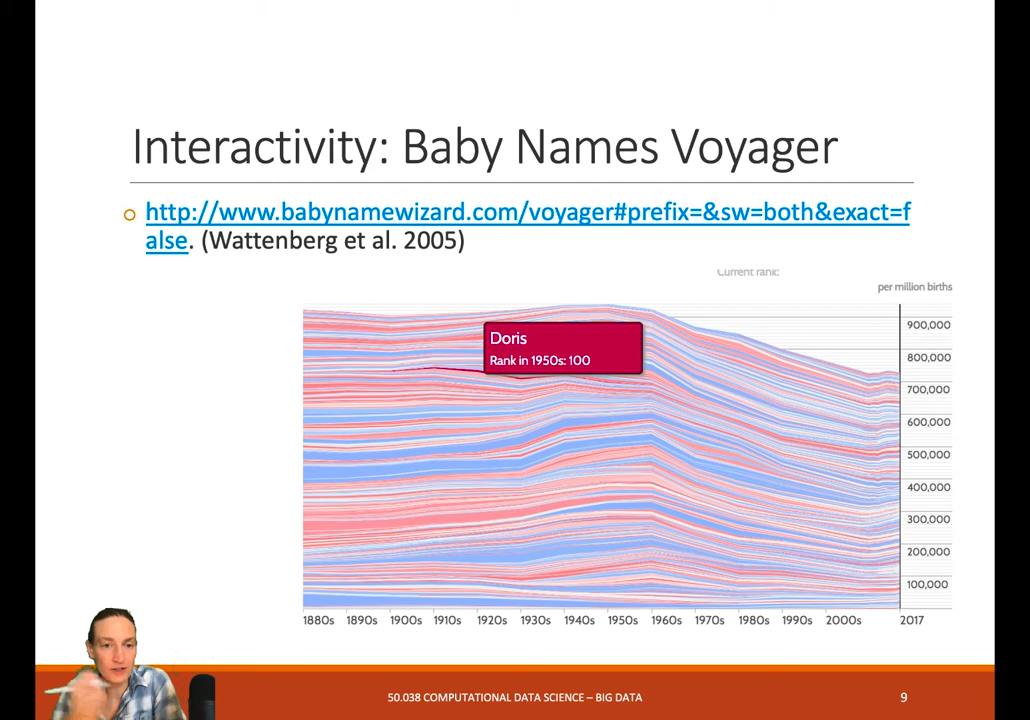 Interactivity: Baby Names Voyager
http://www.babynamewizard.com/voyager#prefix=&sw=both&exact=f
alse. (Wattenberg et al. 2005)
Current rank:
per million births
Doris
Rank in 1950s: 100
900,000
800,000
700,000
600,000
500,000
400,000
300,000
200,000
100,000
1880s 1890s 1900s 1910s 1920s 1930s 1940s 1950s 1960s 1970s 1980s 1990s 2000s 2017
50.038 COMPUTATIONAL DATA SCIENCE – BIG DATA
9